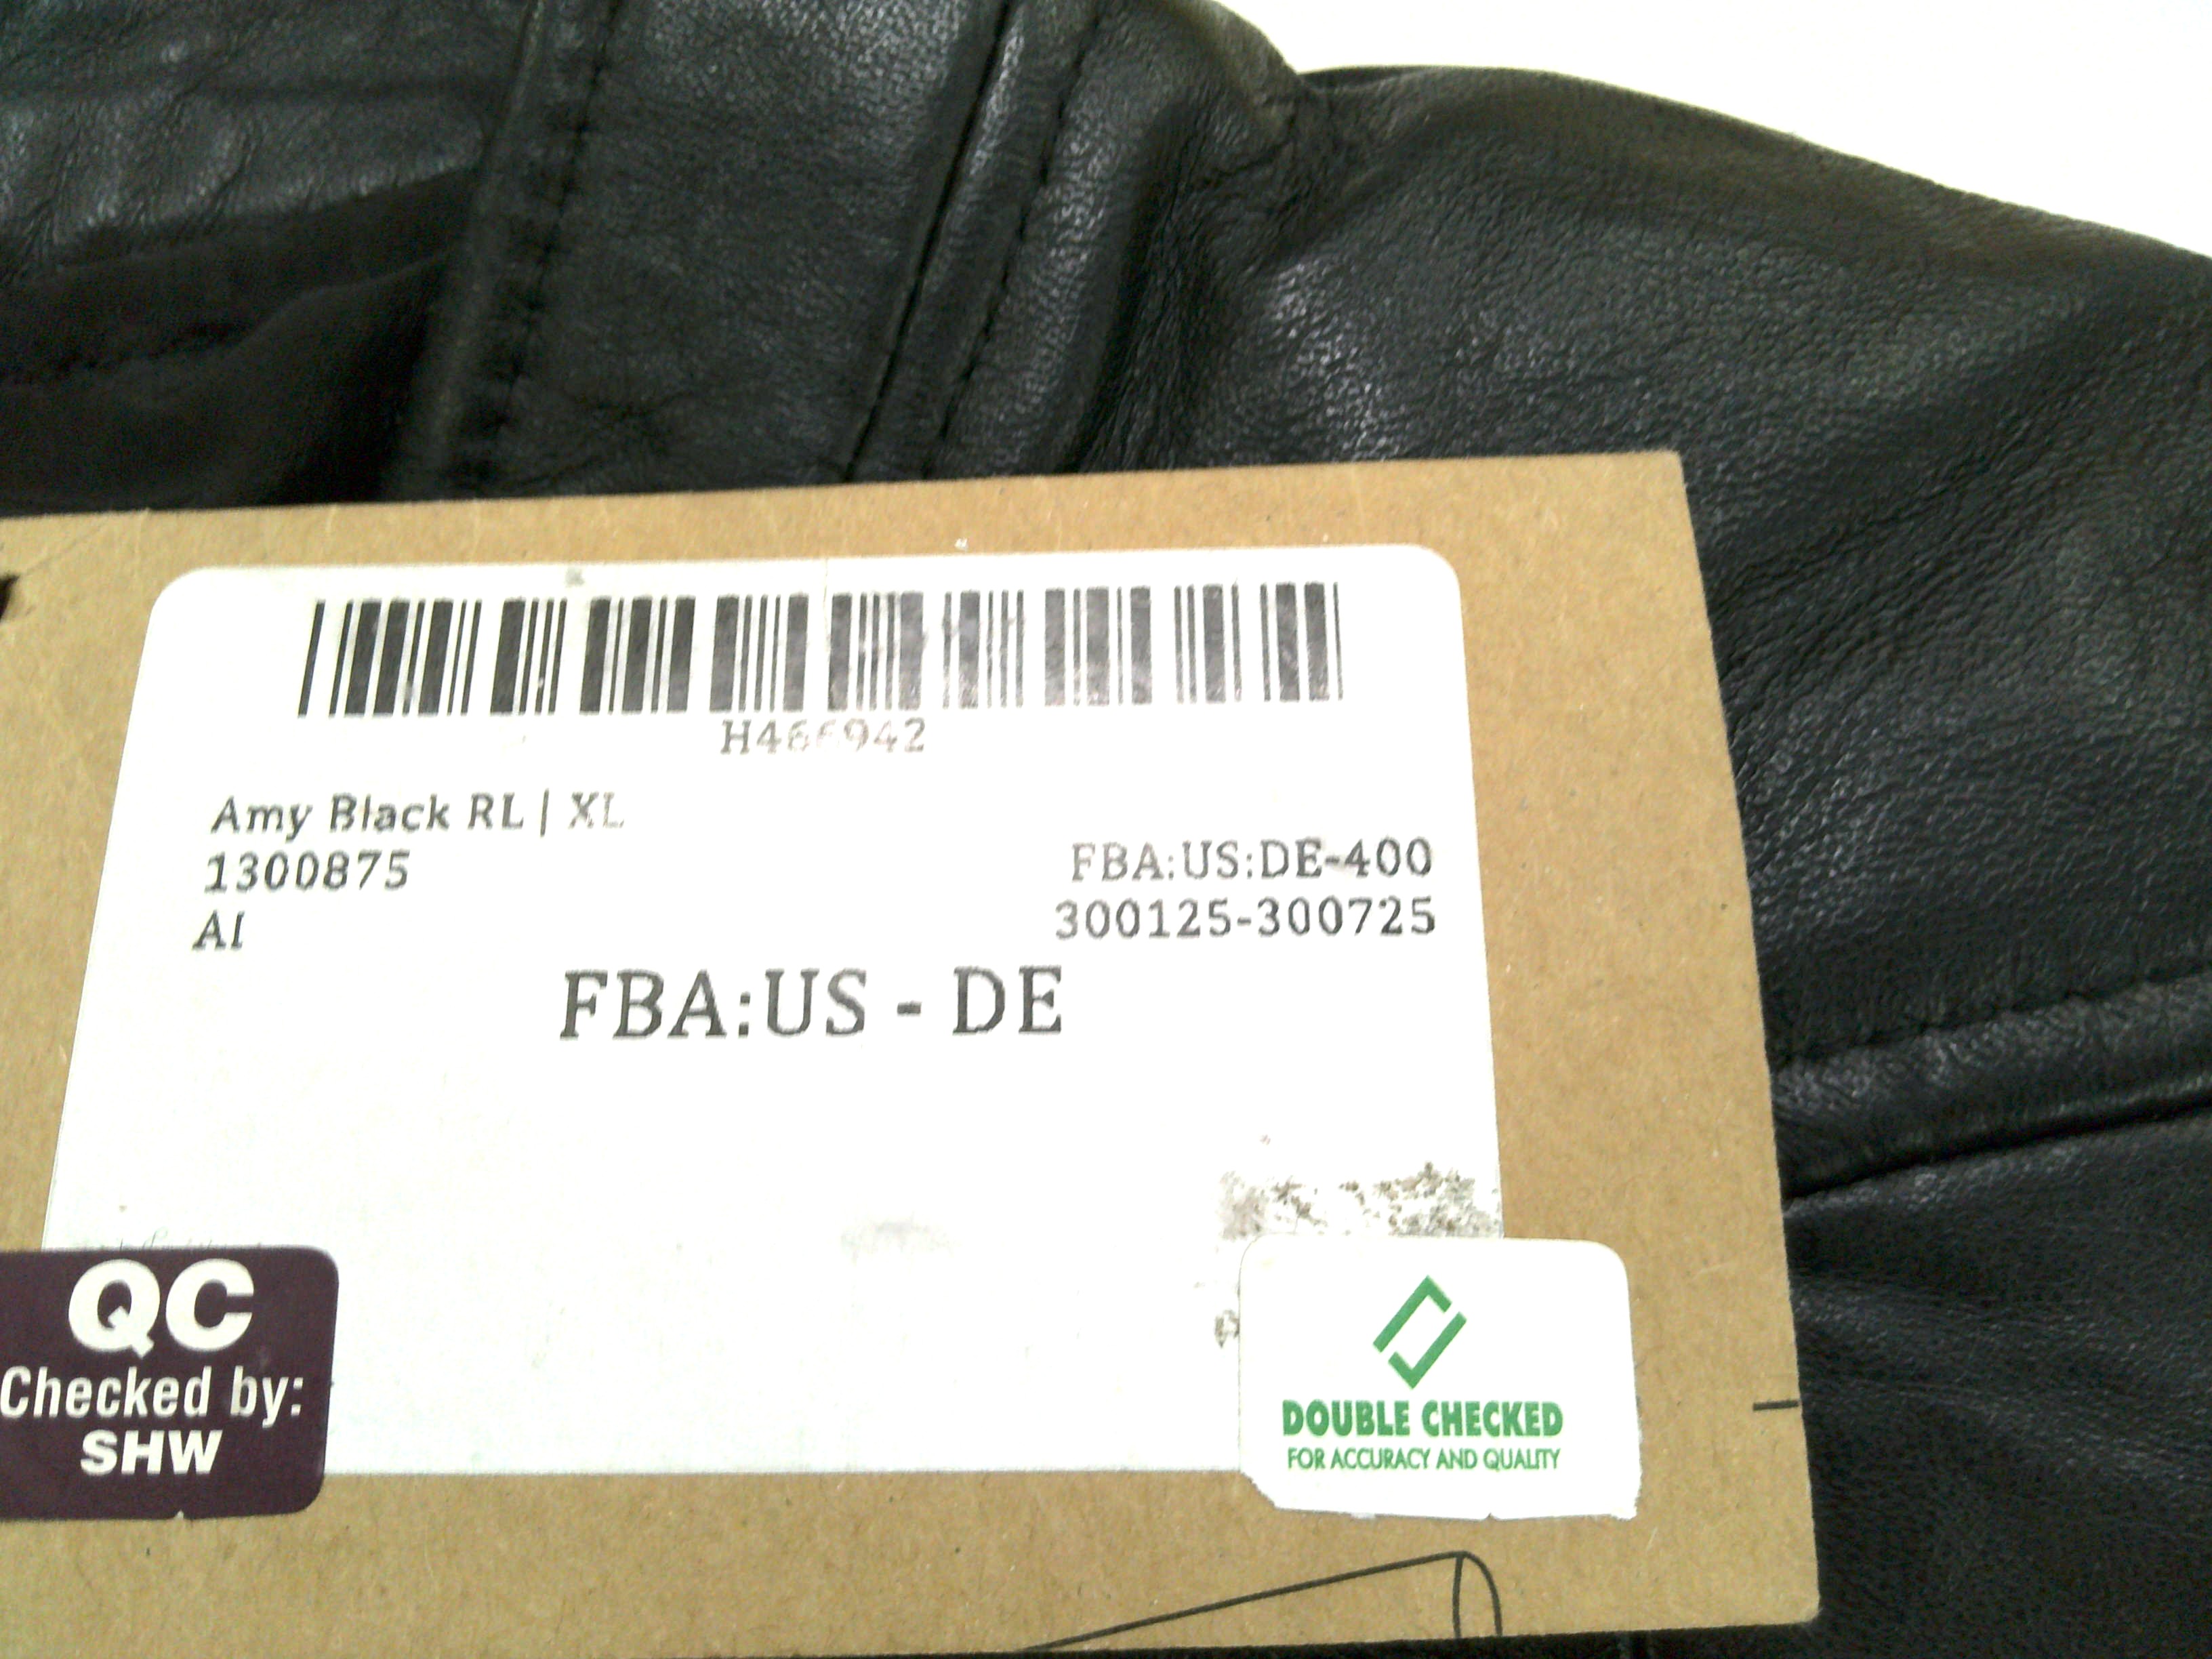 H466942
Amy Black RL | XL
1300875
FBA:US:DE-400
AI
300125-300725
FBA:US - DE
QC
Checked by:
SHW
DOUBLE CHECKED
FOR ACCURACY AND QUALITY